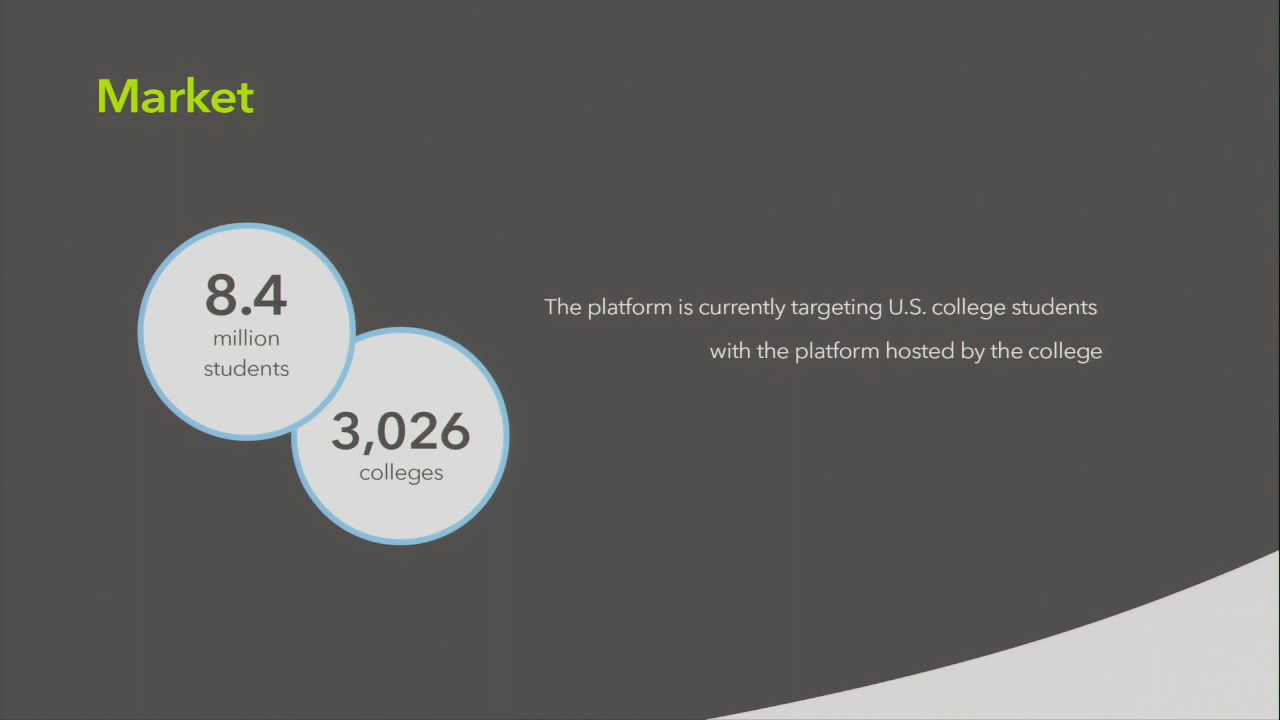 Market
8.4
million
students
3,026
colleges
The platform is currently targeting U.S. college students
with the platform hosted by the college